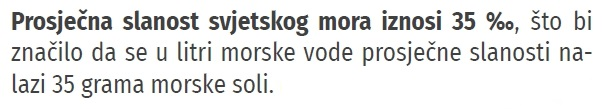 Prosječna slanost svjetskog mora iznosi 35 ‰, što bi
značilo da se u litri morske vode prosječne slanosti na-
lazi 35 grama morske soli.